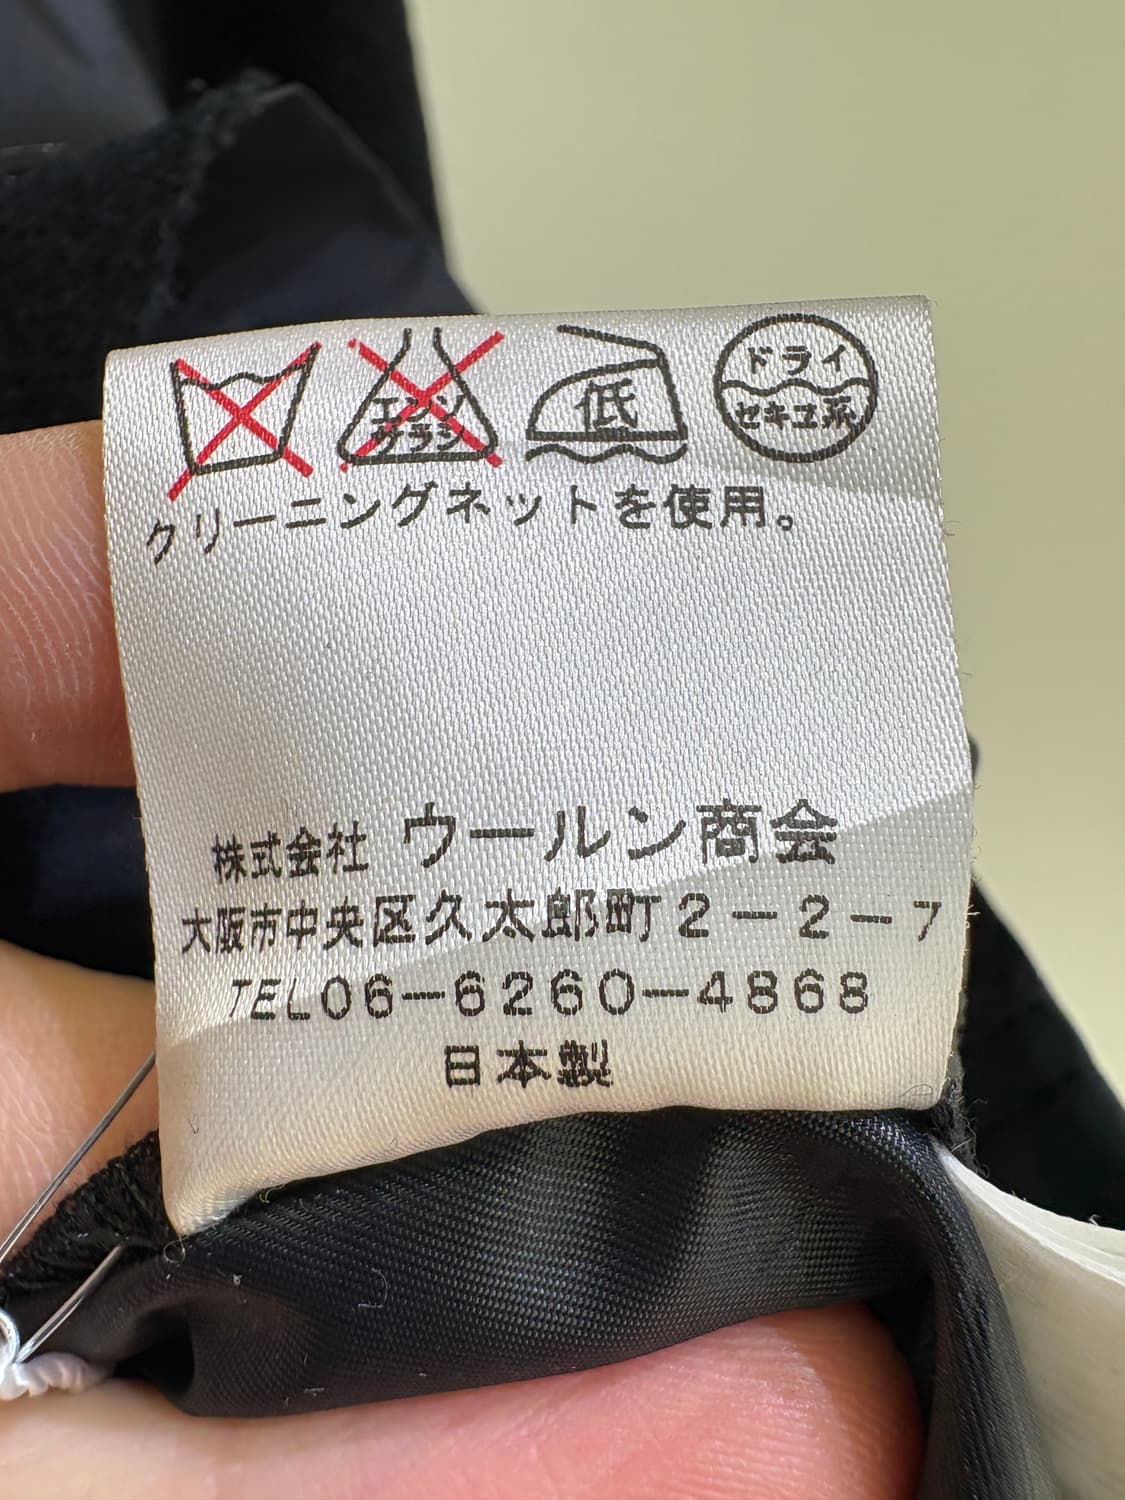 エンソ
サラシ
低
ドライ
セキユ系
クリーニングネットを使用。
株式会社 ウールン商会
大阪市中央区久太郎町2-2-7
TEL06-6260-4868
日本製